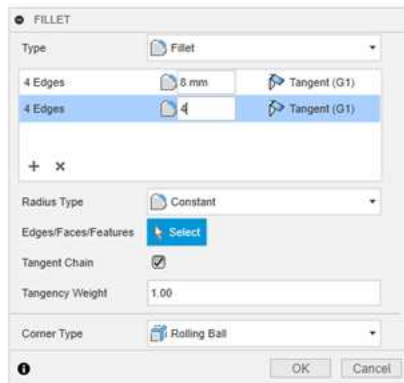 FILLET
Type Fillet
4 Edges 8 mm Tangent (G1)
4 Edges 4 Tangent (G1)
Radius Type Constant
Edges/Faces/Features Select
Tangent Chain
Tangency Weight 1.00
Corner Type Rolling Ball
OK Cancel